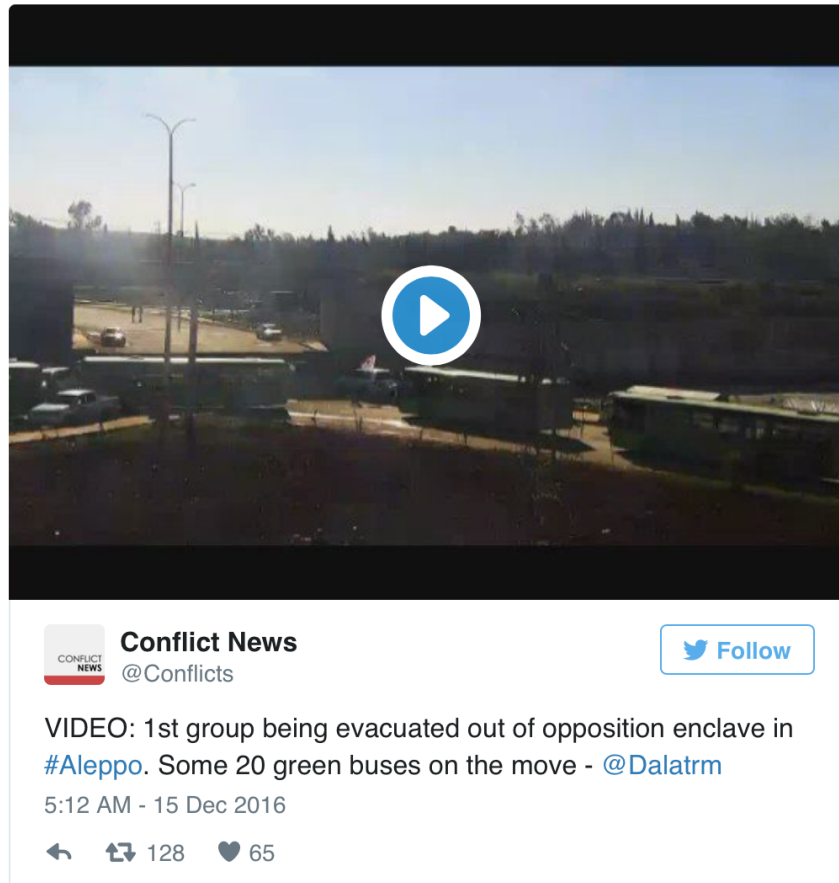 CONFLICT
NEWS
Conflict News
@Conflicts
Follow
VIDEO: 1st group being evacuated out of opposition enclave in
#Aleppo. Some 20 green buses on the move - @Dalatrm
5:12 AM - 15 Dec 2016
128 65